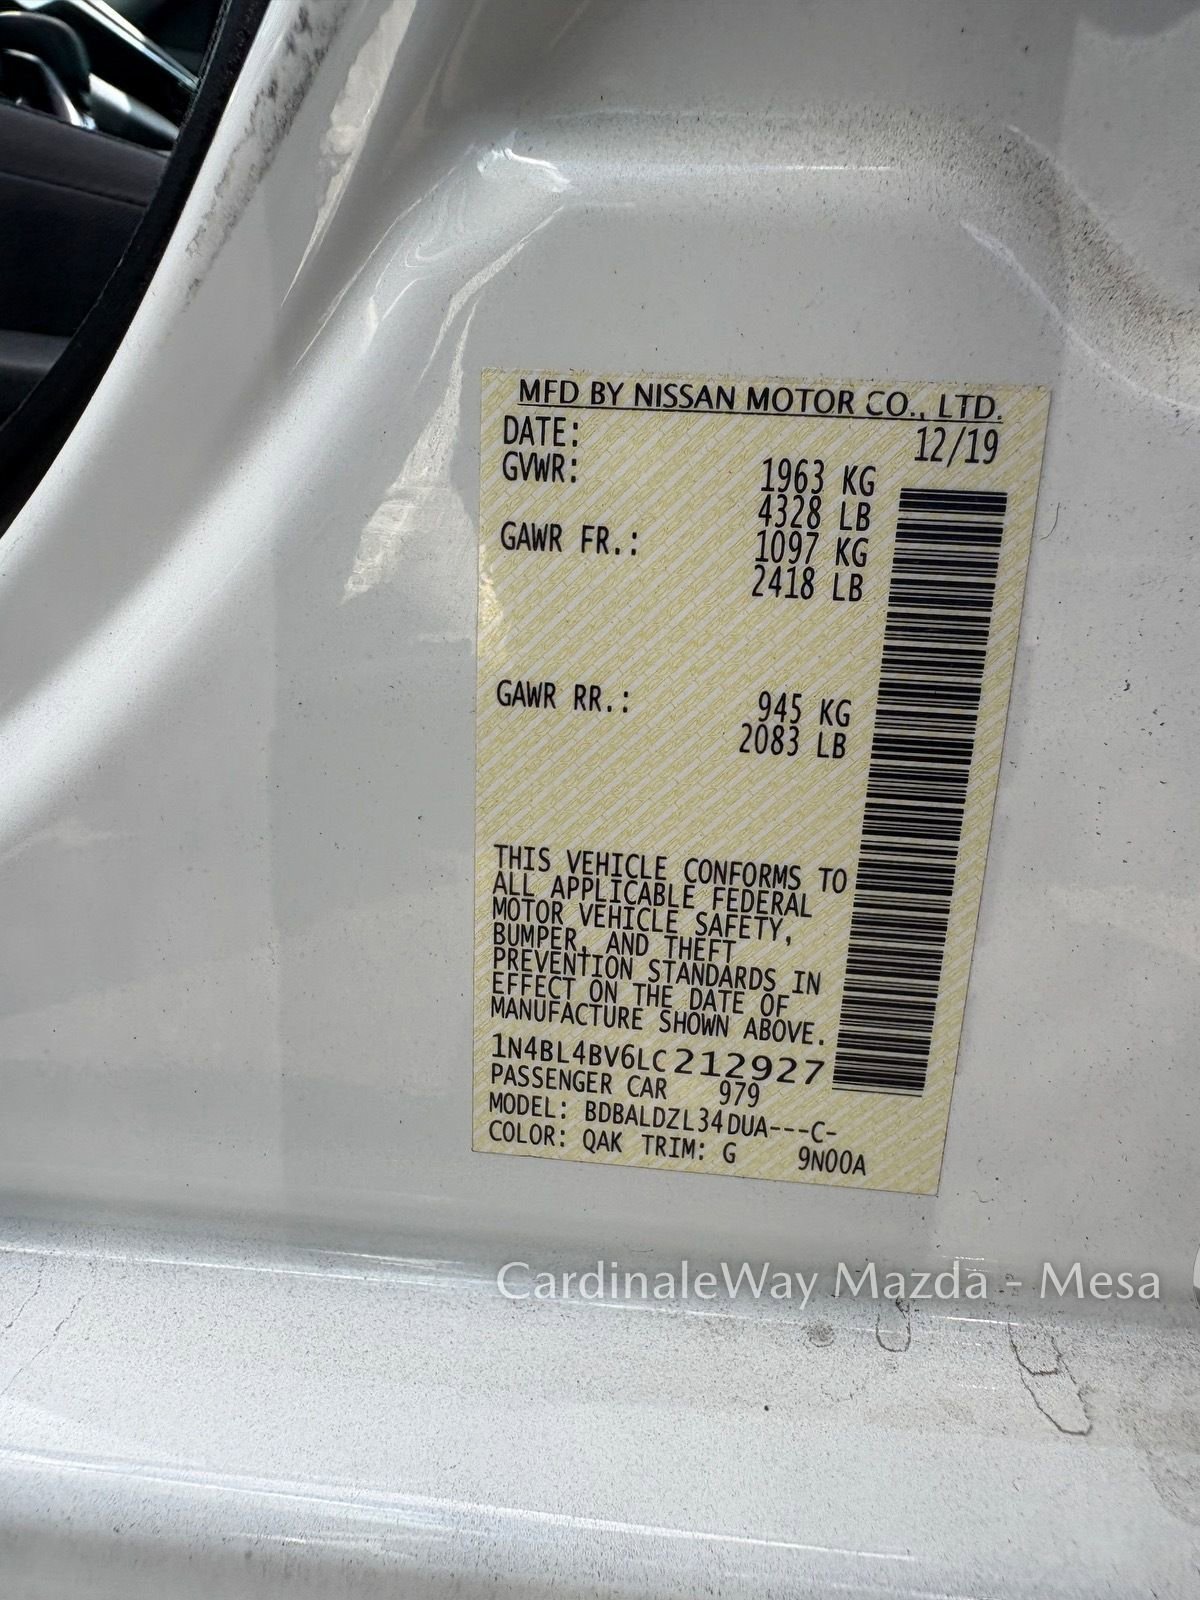 MFD BY NISSAN MOTOR CO., LTD.
DATE: 12/19
GVWR: 1963 KG
4328 LB
GAWR FR.: 1097 KG
2418 LB
GAWR RR.: 945 KG
2083 LB
THIS VEHICLE CONFORMS TO
ALL APPLICABLE FEDERAL
MOTOR VEHICLE SAFETY,
BUMPER, AND THEFT
PREVENTION STANDARDS IN
EFFECT ON THE DATE OF
MANUFACTURE SHOWN ABOVE.
1N4BL4BV6LC212927
PASSENGER CAR 979
MODEL: BDBALDZL34DUA---C-
COLOR: QAK TRIM: G 9N00A
CardinaleWay Mazda - Mesa